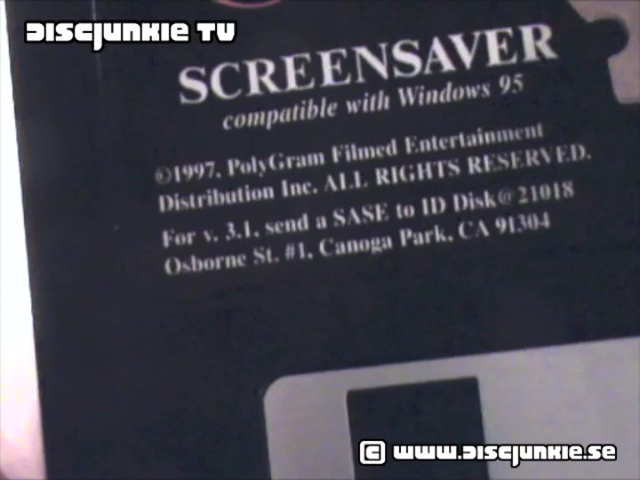 DISCJUNKIE TV
SCREENSAVER
compatible with Windows 95
©1997, PolyGram Filmed Entertainment
Distribution Inc. ALL RIGHTS RESERVED.
For v. 3.1, send a SASE to ID Disk@21018
Osborne St. #1, Canoga Park, CA 91304
© www.DISCJUNKIE.SE